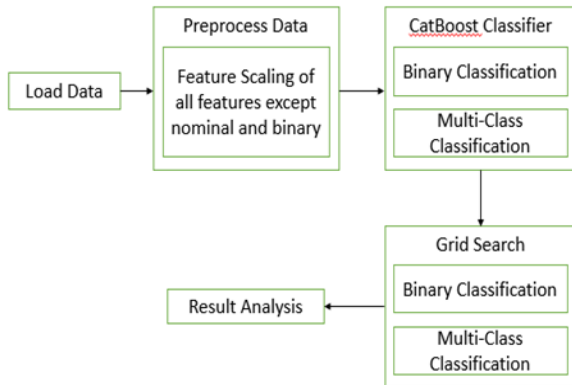 Preprocess Data
CatBoost Classifier
Load Data
Feature Scaling of
all features except
nominal and binary
Binary Classification
Multi-Class
Classification
Grid Search
Binary Classification
Multi-Class
Classification
Result Analysis